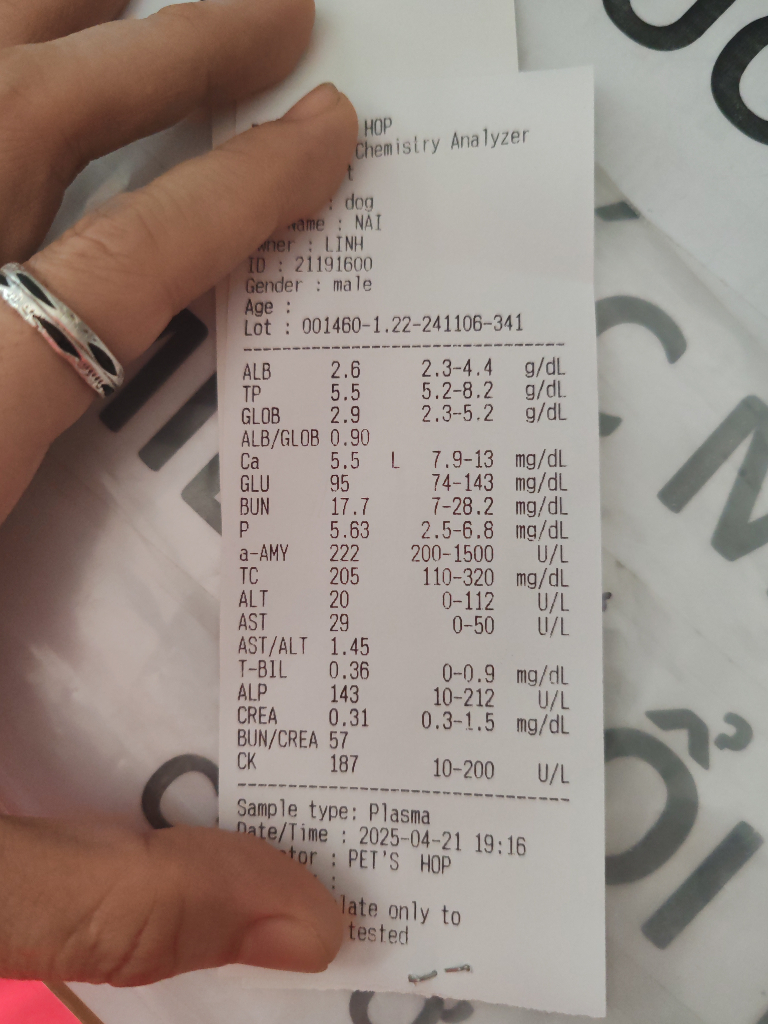 HOP
Chemistry Analyzer
t
: dog
Name : NAI
wner : LINH
ID : 21191600
Gender : male
Age :
Lot : 001460-1.22-241106-341
ALB 2.6 2.3-4.4 g/dL
TP 5.5 5.2-8.2 g/dL
GLOB 2.9 2.3-5.2 g/dL
ALB/GLOB 0.90
Ca 5.5 L 7.9-13 mg/dL
GLU 95 74-143 mg/dL
BUN 17.7 7-28.2 mg/dL
P 5.63 2.5-6.8 mg/dL
a-AMY 222 200-1500 U/L
TC 205 110-320 mg/dL
ALT 20 0-112 U/L
AST 29 0-50 U/L
AST/ALT 1.45
T-BIL 0.36 0-0.9 mg/dL
ALP 143 10-212 U/L
CREA 0.31 0.3-1.5 mg/dL
BUN/CREA 57
CK 187 10-200 U/L
Sample type: Plasma
Date/Time : 2025-04-21 19:16
tor : PET'S HOP
:
late only to
tested